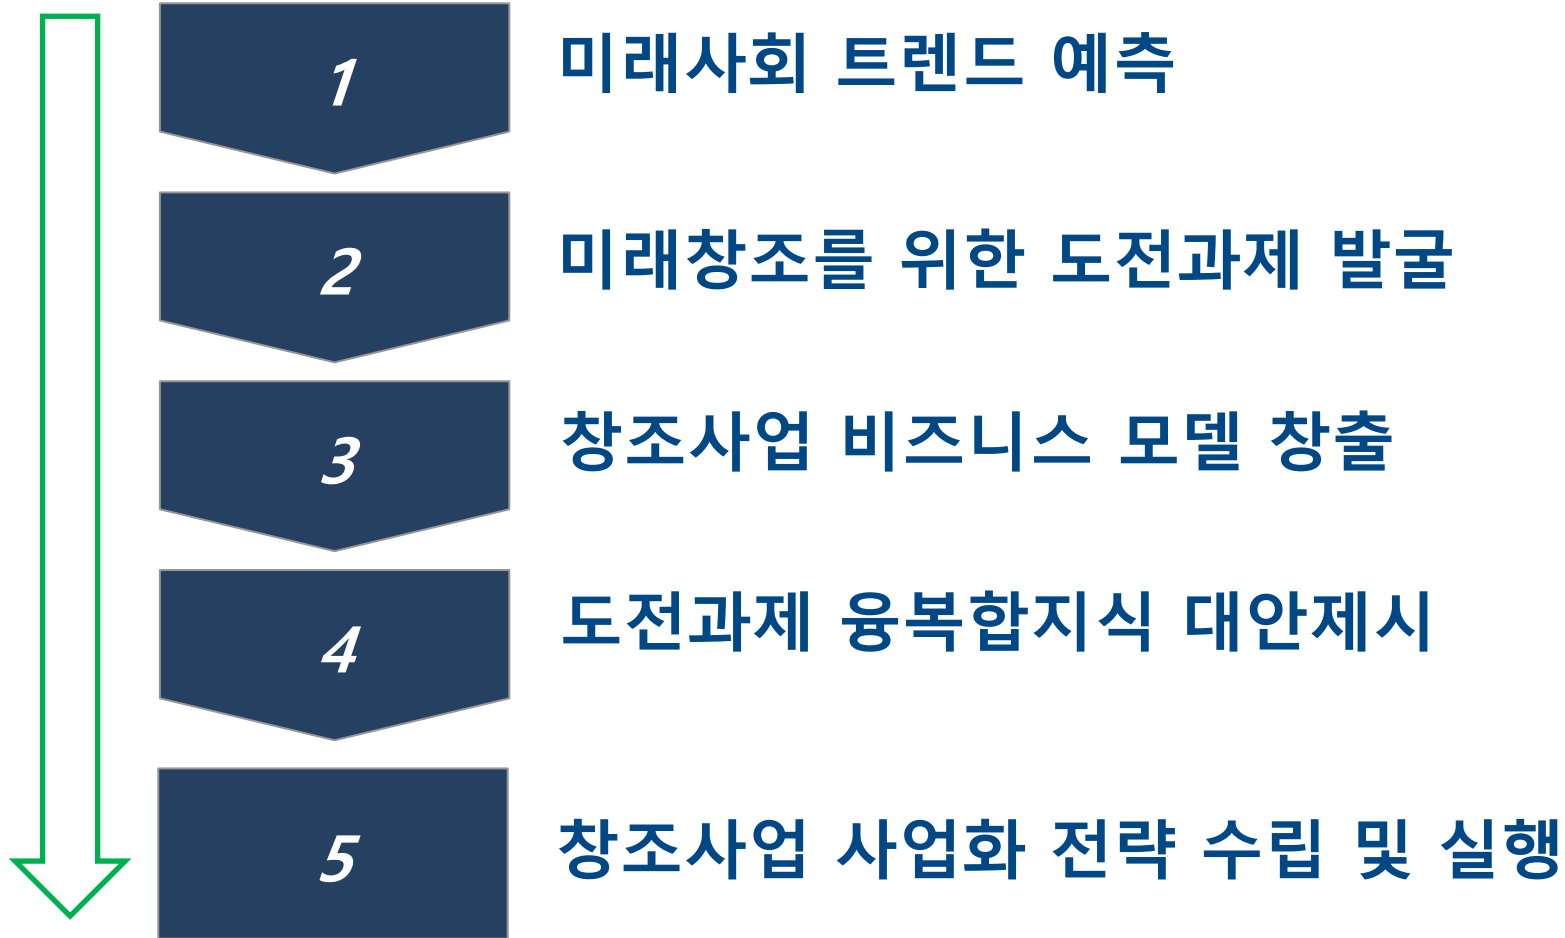 1 미래사회 트렌드 예측
2 미래창조를 위한 도전과제 발굴
3 창조사업 비즈니스 모델 창출
4 도전과제 융복합지식 대안제시
5 창조사업 사업화 전략 수립 및 실행